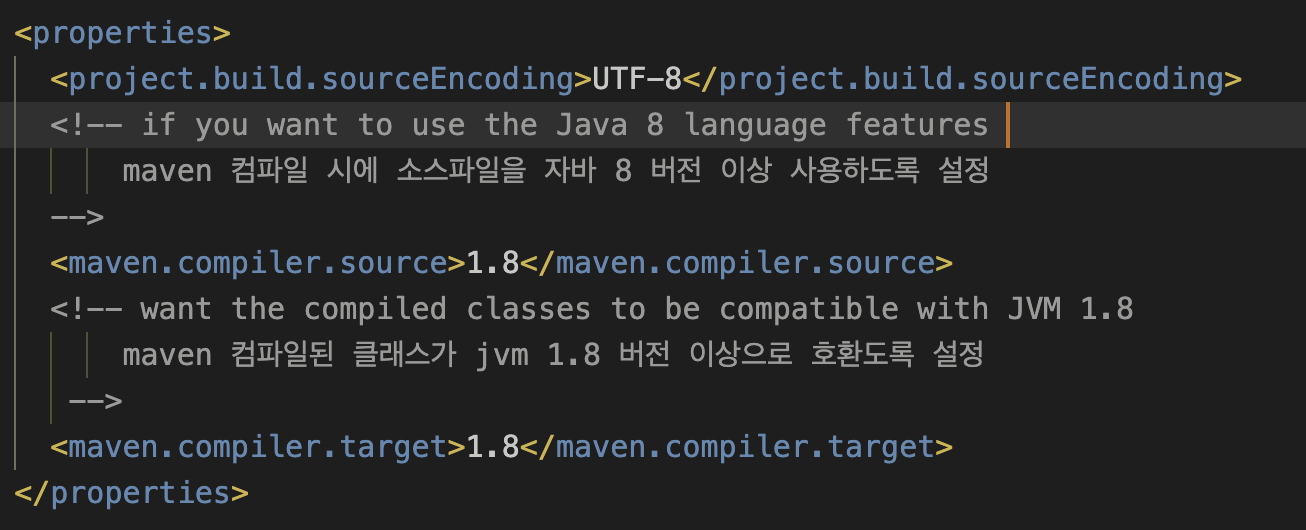 <properties>
<project.build.sourceEncoding>UTF-8</project.build.sourceEncoding>
<!-- if you want to use the Java 8 language features
maven 컴파일 시에 소스파일을 자바 8 버전 이상 사용하도록 설정
-->
<maven.compiler.source>1.8</maven.compiler.source>
<!-- want the compiled classes to be compatible with JVM 1.8
maven 컴파일된 클래스가 jvm 1.8 버전 이상으로 호환도록 설정
-->
<maven.compiler.target>1.8</maven.compiler.target>
</properties>